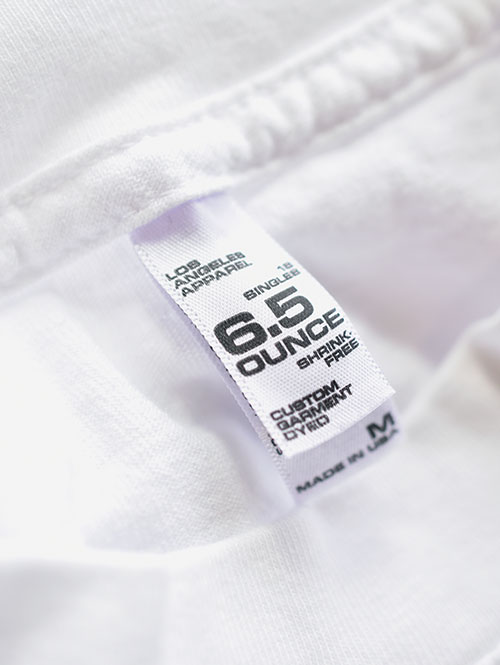 LOS
ANGELES
APPAREL
18
SINGLES
6.5
OUNCE
SHRINK-
FREE
CUSTOM
GARMENT
DYED
M
MADE IN USA